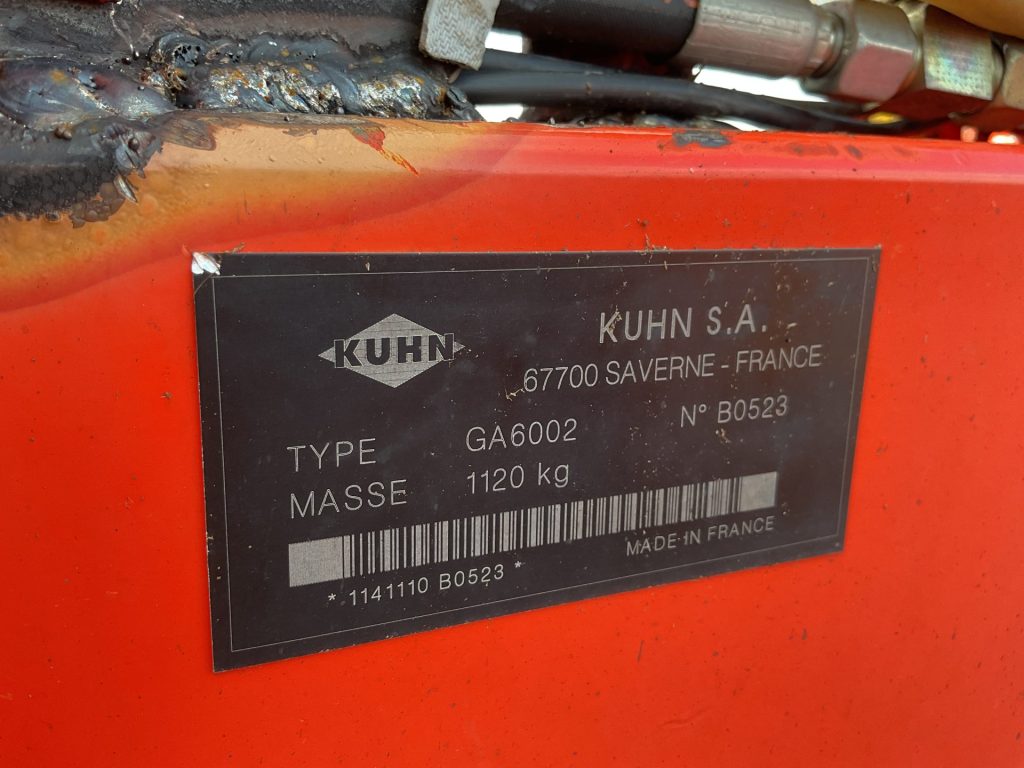 KUHN
KUHN S.A.
67700 SAVERNE - FRANCE
TYPE GA6002 N° B0523
MASSE 1120 kg
* 1141110 B0523 *
MADE IN FRANCE